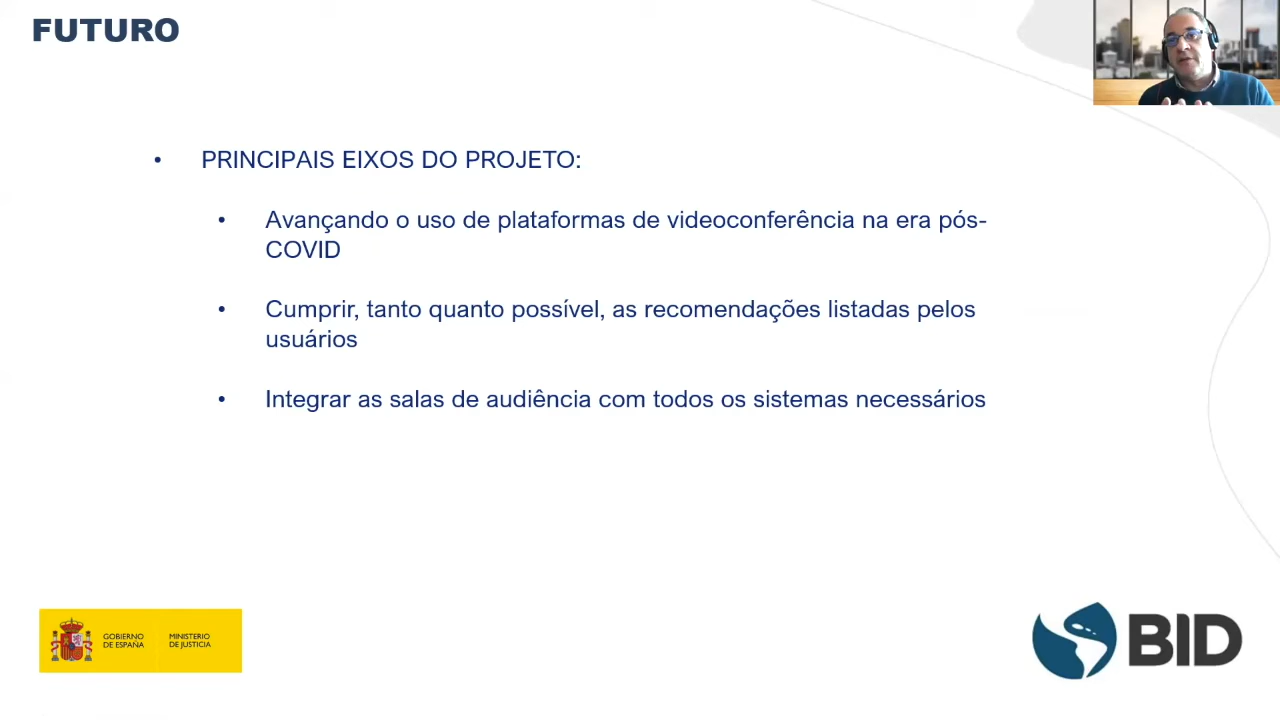 FUTURO
• PRINCIPAIS EIXOS DO PROJETO:
• Avançando o uso de plataformas de videoconferência na era pós-
COVID
• Cumprir, tanto quanto possível, as recomendações listadas pelos
usuários
• Integrar as salas de audiência com todos os sistemas necessários
GOBIERNO
DE ESPAÑA
MINISTERIO
DE JUSTICIA
BID